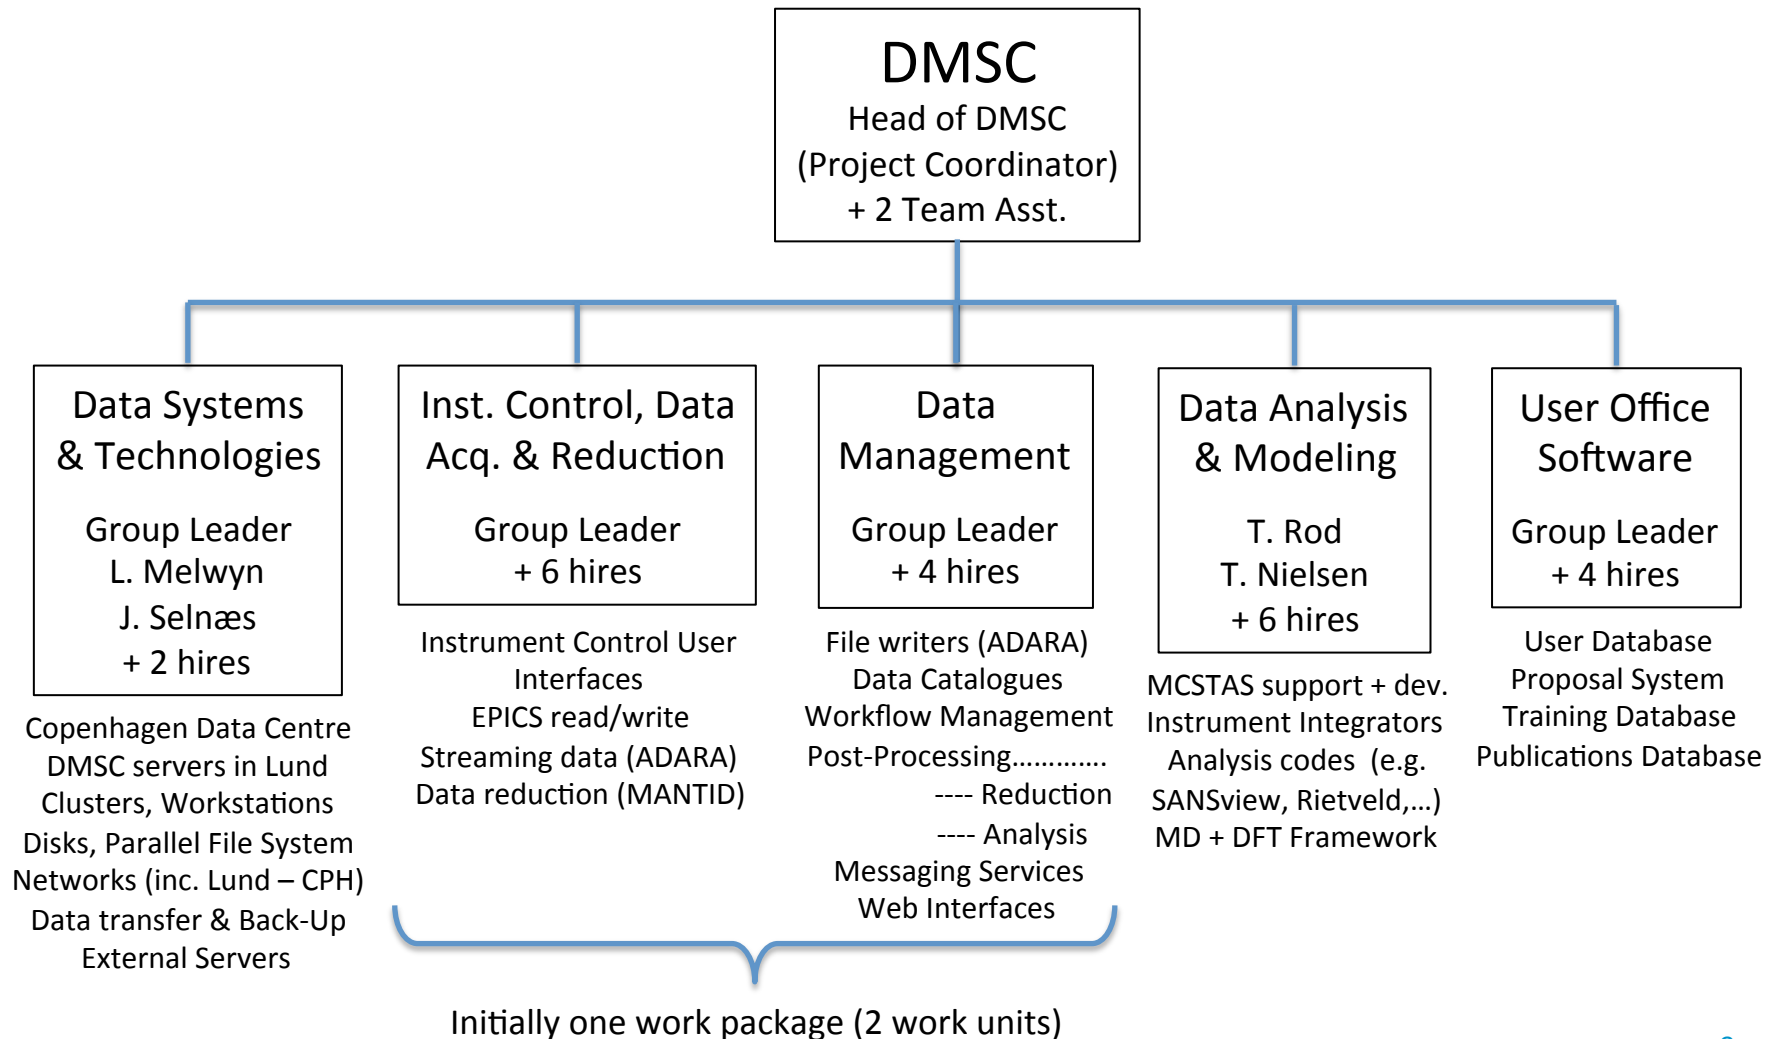 DMSC
Head of DMSC
(Project Coordinator)
+ 2 Team Asst.
Data Systems
& Technologies
Group Leader
L. Melwyn
J. Selnæs
+ 2 hires
Copenhagen Data Centre
DMSC servers in Lund
Clusters, Workstations
Disks, Parallel File System
Networks (inc. Lund – CPH)
Data transfer & Back-Up
External Servers
Inst. Control, Data
Acq. & Reduction
Group Leader
+ 6 hires
Instrument Control User
Interfaces
EPICS read/write
Streaming data (ADARA)
Data reduction (MANTID)
Data
Management
Group Leader
+ 4 hires
File writers (ADARA)
Data Catalogues
Workflow Management
Post-Processing.............
---- Reduction
---- Analysis
Messaging Services
Web Interfaces
Data Analysis
& Modeling
T. Rod
T. Nielsen
+ 6 hires
MCSTAS support + dev.
Instrument Integrators
Analysis codes (e.g.
SANSview, Rietveld,...)
MD + DFT Framework
User Office
Software
Group Leader
+ 4 hires
User Database
Proposal System
Training Database
Publications Database
Initially one work package (2 work units)